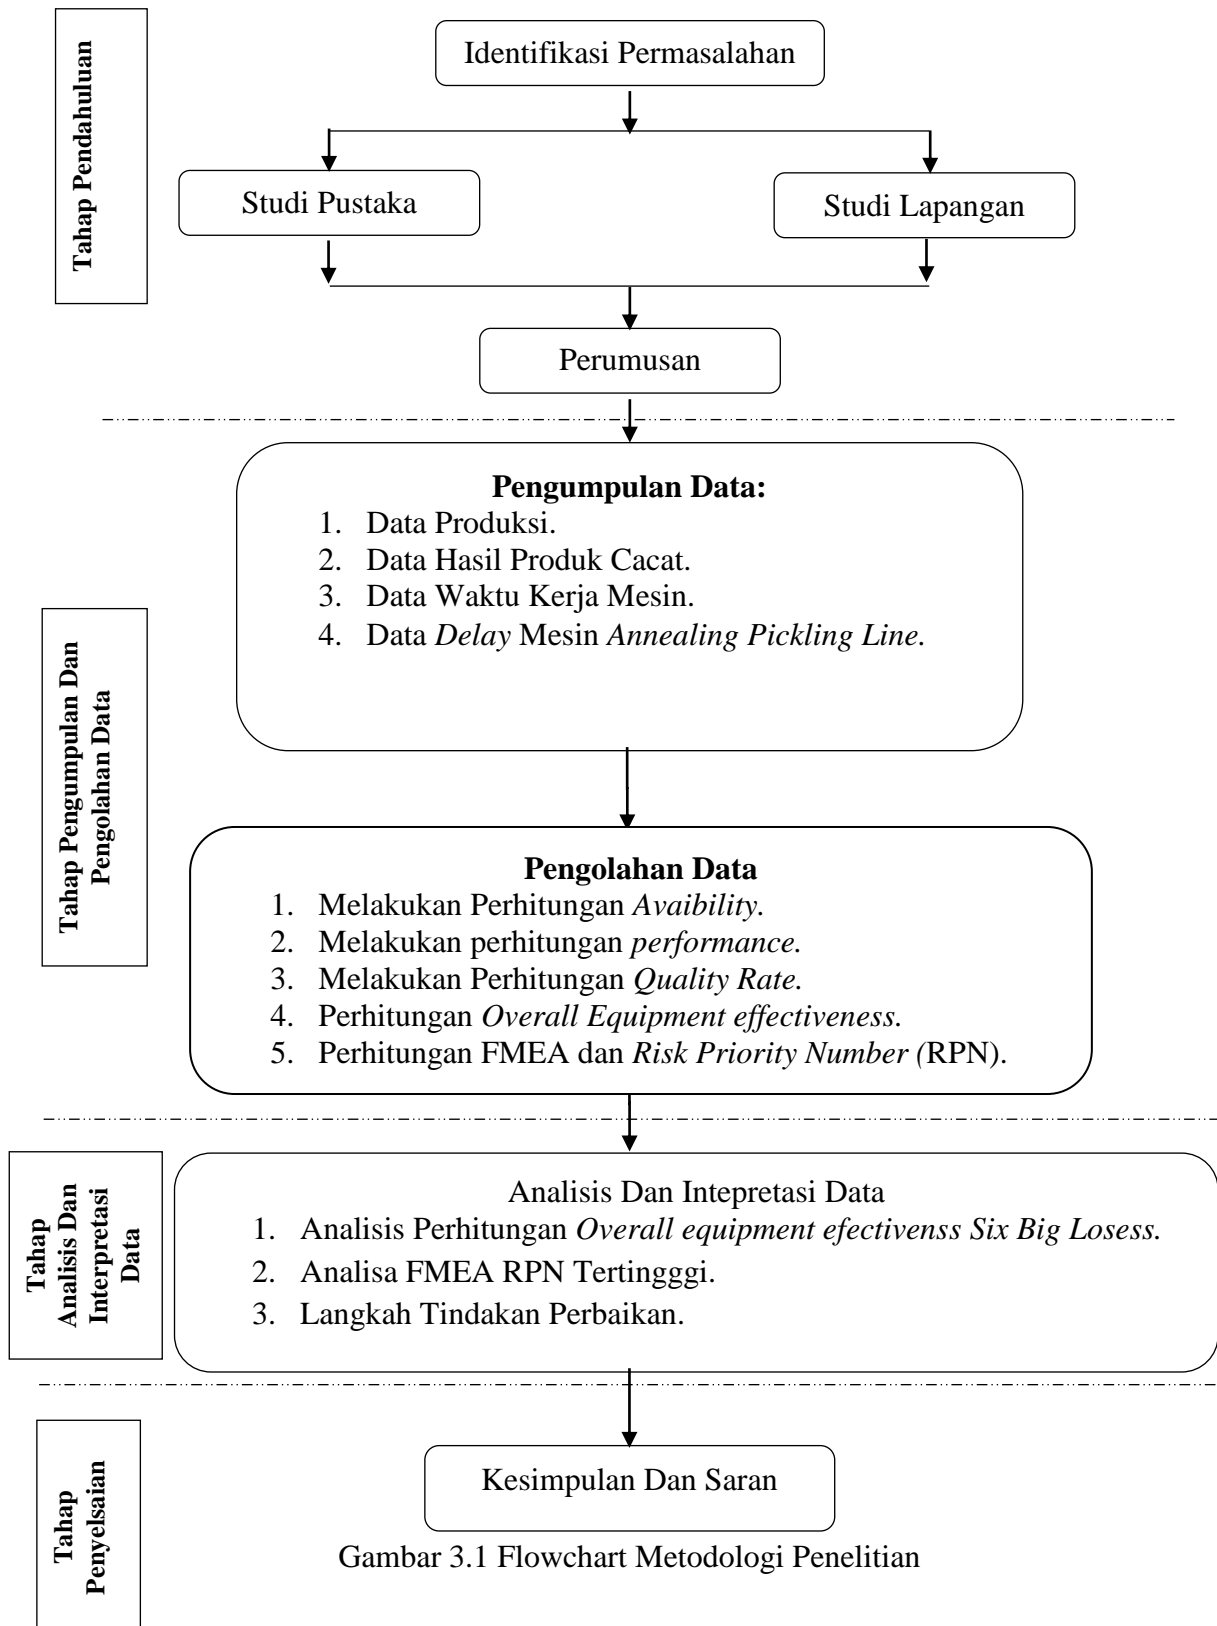 Tahap Pendahuluan
Identifikasi Permasalahan
Studi Pustaka
Studi Lapangan
Perumusan
Tahap Pengumpulan Dan
Pengolahan Data
Pengumpulan Data:
1. Data Produksi.
2. Data Hasil Produk Cacat.
3. Data Waktu Kerja Mesin.
4. Data Delay Mesin Annealing Pickling Line.
Pengolahan Data
1. Melakukan Perhitungan Avaibility.
2. Melakukan perhitungan performance.
3. Melakukan Perhitungan Quality Rate.
4. Perhitungan Overall Equipment effectiveness.
5. Perhitungan FMEA dan Risk Priority Number (RPN).
Tahap
Analisis Dan
Interpretasi
Data
Analisis Dan Intepretasi Data
1. Analisis Perhitungan Overall equipment efectivenss Six Big Losess.
2. Analisa FMEA RPN Tertingggi.
3. Langkah Tindakan Perbaikan.
Tahap
Penyelsaian
Kesimpulan Dan Saran
Gambar 3.1 Flowchart Metodologi Penelitian